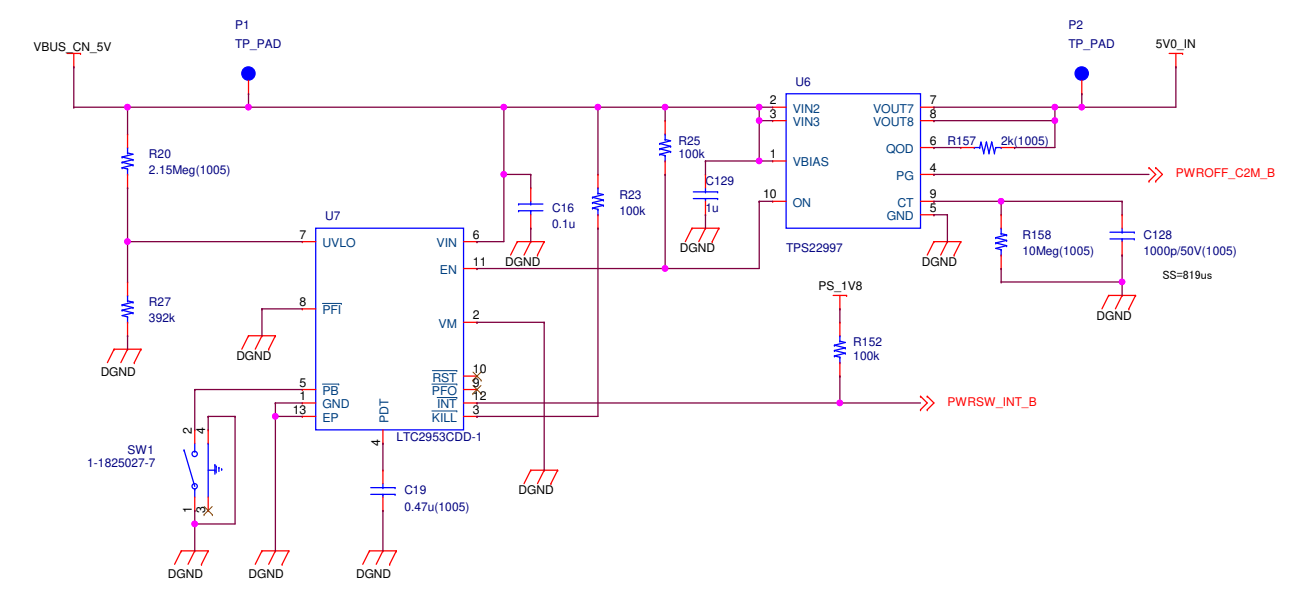 P1
TP_PAD
P2
TP_PAD
VBUS_CN_5V
5V0_IN
U6
2 VIN2
3 VIN3
1 VBIAS
10 ON
VOUT7 7
VOUT8 8
QOD 6
PG 4
CT 9
GND 5
TPS22997
R157 2k(1005)
PWROFF_C2M_B
R20
2.15Meg(1005)
R25
100k
C129
1u
DGND
R23
100k
C16
0.1u
DGND
DGND
R158
10Meg(1005)
C128
1000p/50V(1005)
SS=819us
DGND
U7
7 UVLO
8 PFI
5 PB
1 GND
13 EP
VIN 6
EN 11
VM 2
RST 10
PFO 9
INT 12
KILL 3
PDT
4
LTC2953CDD-1
R27
392k
DGND
DGND
PS_1V8
R152
100k
PWRSW_INT_B
SW1
1-1825027-7
2
4
1
3
C19
0.47u(1005)
DGND
DGND
DGND
DGND